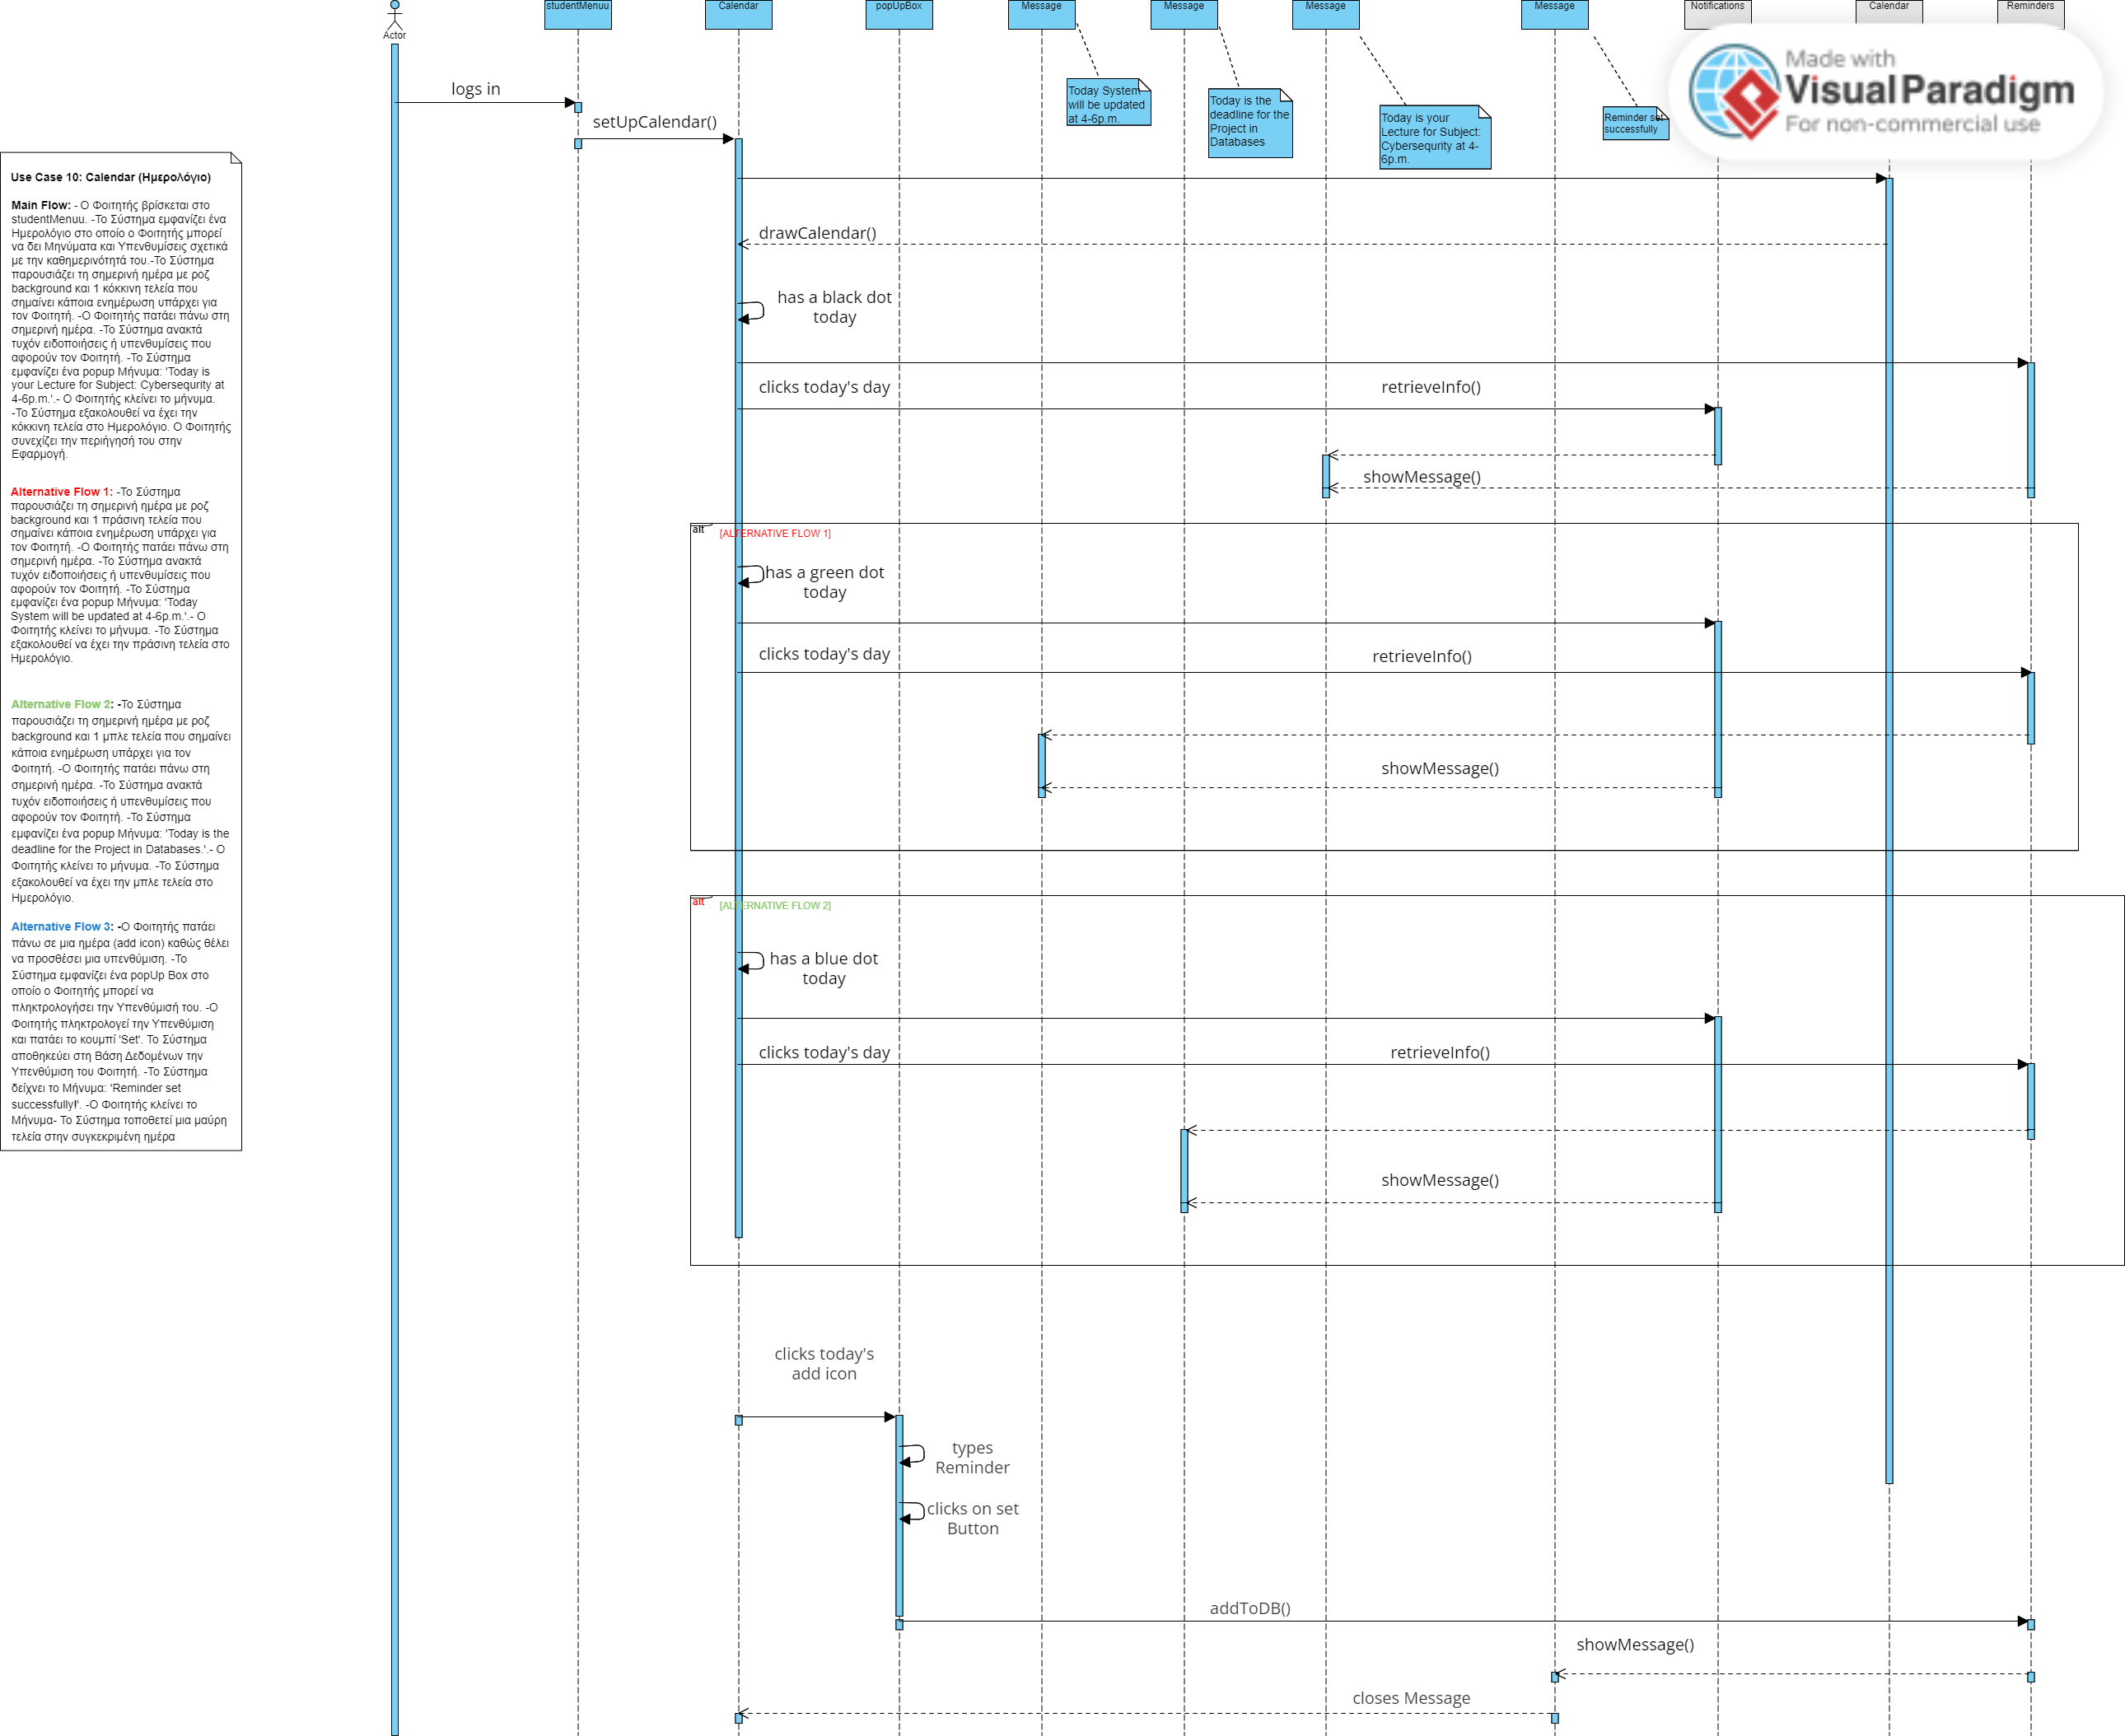 Actor
studentMenuu
Calendar
popUpBox
Message
Message
Message
Message
Notifications
Calendar
Reminders
Made with
Visual Paradigm
For non-commercial use
Today System
will be updated
at 4-6p.m.
Today is the
deadline for the
Project in
Databases
Today is your
Lecture for Subject:
Cybersequrity at 4-
6p.m.
Reminder set
successfully
logs in
setUpCalendar()
Use Case 10: Calendar (Ημερολόγιο)
Main Flow: - Ο Φοιτητής βρίσκεται στο
studentMenuu. -Το Σύστημα εμφανίζει ένα
Ημερολόγιο στο οποίο ο Φοιτητής μπορεί
να δει Μηνύματα και Υπενθυμίσεις σχετικά
με την καθημερινότητά του.-Το Σύστημα
παρουσιάζει τη σημερινή ημέρα με ροζ
background και 1 κόκκινη τελεία που
σημαίνει κάποια ενημέρωση υπάρχει για
τον Φοιτητή. -Ο Φοιτητής πατάει πάνω στη
σημερινή ημέρα. -Το Σύστημα ανακτά
τυχόν ειδοποιήσεις ή υπενθυμίσεις που
αφορούν τον Φοιτητή. -Το Σύστημα
εμφανίζει ένα popup Μήνυμα: 'Today is
your Lecture for Subject: Cybersequrity at
4-6p.m.'.- Ο Φοιτητής κλείνει το μήνυμα.
-Το Σύστημα εξακολουθεί να έχει την
κόκκινη τελεία στο Ημερολόγιο. Ο Φοιτητής
συνεχίζει την περιήγησή του στην
Εφαρμογή.
Alternative Flow 1: -Το Σύστημα
παρουσιάζει τη σημερινή ημέρα με ροζ
background και 1 πράσινη τελεία που
σημαίνει κάποια ενημέρωση υπάρχει για
τον Φοιτητή. -Ο Φοιτητής πατάει πάνω στη
σημερινή ημέρα. -Το Σύστημα ανακτά
τυχόν ειδοποιήσεις ή υπενθυμίσεις που
αφορούν τον Φοιτητή. -Το Σύστημα
εμφανίζει ένα popup Μήνυμα: 'Today
System will be updated at 4-6p.m.'.- Ο
Φοιτητής κλείνει το μήνυμα. -Το Σύστημα
εξακολουθεί να έχει την πράσινη τελεία στο
Ημερολόγιο.
Alternative Flow 2: -Το Σύστημα
παρουσιάζει τη σημερινή ημέρα με ροζ
background και 1 μπλε τελεία που σημαίνει
κάποια ενημέρωση υπάρχει για τον
Φοιτητή. -Ο Φοιτητής πατάει πάνω στη
σημερινή ημέρα. -Το Σύστημα ανακτά
τυχόν ειδοποιήσεις ή υπενθυμίσεις που
αφορούν τον Φοιτητή. -Το Σύστημα
εμφανίζει ένα popup Μήνυμα: 'Today is the
deadline for the Project in Databases.'.- Ο
Φοιτητής κλείνει το μήνυμα. -Το Σύστημα
εξακολουθεί να έχει την μπλε τελεία στο
Ημερολόγιο.
Alternative Flow 3: -Ο Φοιτητής πατάει
πάνω σε μια ημέρα (add icon) καθώς θέλει
να προσθέσει μια υπενθύμιση. -Το
Σύστημα εμφανίζει ένα popUp Box στο
οποίο ο Φοιτητής μπορεί να
πληκτρολογήσει την Υπενθύμισή του. -Ο
Φοιτητής πληκτρολογεί την Υπενθύμιση
και πατάει το κουμπί 'Set'. Το Σύστημα
αποθηκεύει στη Βάση Δεδομένων την
Υπενθύμιση του Φοιτητή. -Το Σύστημα
δείχνει το Μήνυμα: 'Reminder set
successfully!'. -Ο Φοιτητής κλείνει το
Μήνυμα- Το Σύστημα τοποθετεί μια μαύρη
τελεία στην συγκεκριμένη ημέρα
drawCalendar()
has a black dot
today
clicks today's day
retrieveInfo()
showMessage()
alt
[ALTERNATIVE FLOW 1]
has a green dot
today
clicks today's day
retrieveInfo()
showMessage()
alt
[ALTERNATIVE FLOW 2]
has a blue dot
today
clicks today's day
retrieveInfo()
showMessage()
clicks today's
add icon
types
Reminder
clicks on set
Button
addToDB()
showMessage()
closes Message